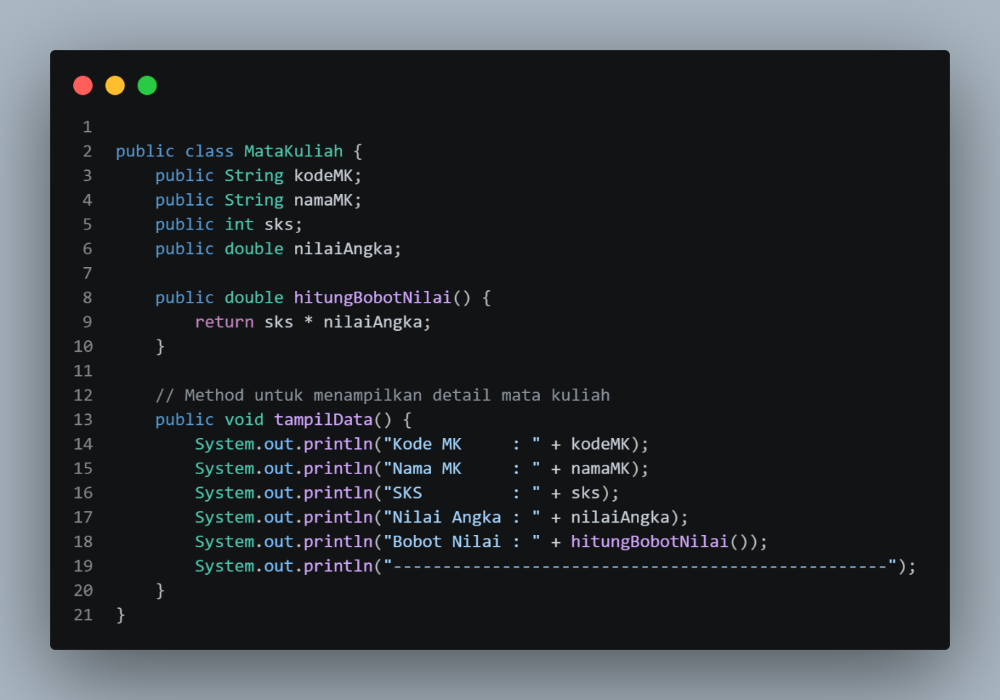 1
2 public class MataKuliah {
3     public String kodeMK;
4     public String namaMK;
5     public int sks;
6     public double nilaiAngka;
7
8     public double hitungBobotNilai() {
9         return sks * nilaiAngka;
10     }
11
12     // Method untuk menampilkan detail mata kuliah
13     public void tampilData() {
14         System.out.println("Kode MK     : " + kodeMK);
15         System.out.println("Nama MK     : " + namaMK);
16         System.out.println("SKS         : " + sks);
17         System.out.println("Nilai Angka : " + nilaiAngka);
18         System.out.println("Bobot Nilai : " + hitungBobotNilai());
19         System.out.println("--------------------------------------------------");
20     }
21 }